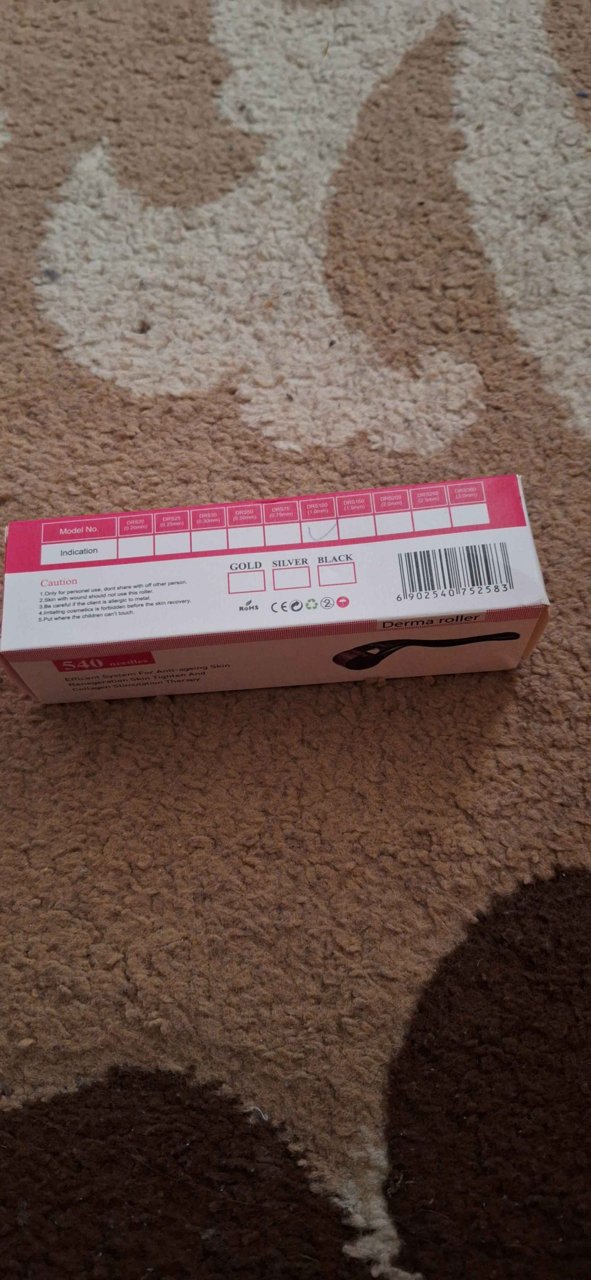 Model No. DRS20 DRS25 DRS30 DRS50 DRS75 DRS100 DRS150 DRS200 DRS250 DRS300
(0.20mm) (0.25mm) (0.30mm) (0.50mm) (0.75mm) (1.0mm) (1.5mm) (2.0mm) (2.5mm) (3.0mm)
Indication
Caution
1.Only for personal use, dont share with off other person.
2.Skin with wound should not use this roller.
3.Be careful if the client is allergic to metal.
4.Irritating cosmetics is forbidden before the skin recovery.
5.Put where the children can't touch.
GOLD SILVER BLACK
RoHS CE
6 902540 752583
Derma roller
540 needles
Efficient System For Anti-ageing Skin
Renegeration Skin Tighten And
Collagen Stimulation Therapy